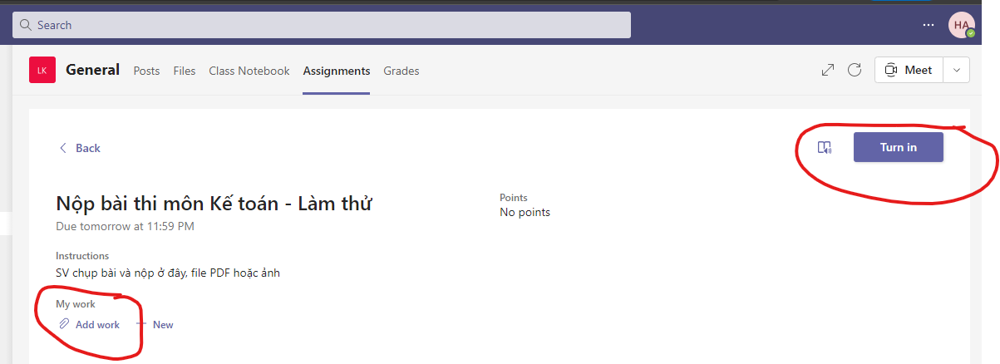 Search
HA
LK General Posts Files Class Notebook Assignments Grades Meet
Back
Turn in
Nộp bài thi môn Kế toán - Làm thử
Due tomorrow at 11:59 PM
Points
No points
Instructions
SV chụp bài và nộp ở đây, file PDF hoặc ảnh
My work
Add work New